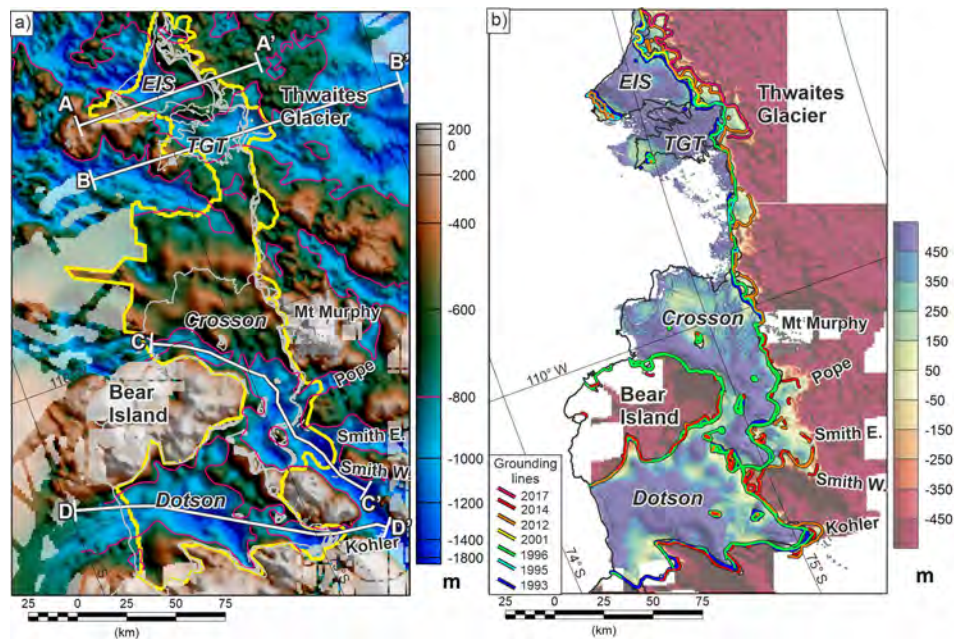 a)
A'
B'
EIS
A
Thwaites
Glacier
TGT
B
Crosson
Mt Murphy
C
Pope
110°
Bear
Island
Smith E.
Smith W.
C'
Dotson
D
D'
Kohler
S
S
25 0 25 50 75
(km)
200
0
-200
-400
-600
-800
-1000
-1200
-1400
-1800
m
b)
EIS
Thwaites
Glacier
TGT
Crosson
Mt Murphy
110° W
Pope
Bear
Island
Smith E.
Smith W.
Grounding
lines
2017
2014
2012
2001
1996
1995
1993
Dotson
Kohler
74° S
75° S
25 0 25 50 75
(km)
450
350
250
150
50
-50
-150
-250
-350
-450
m